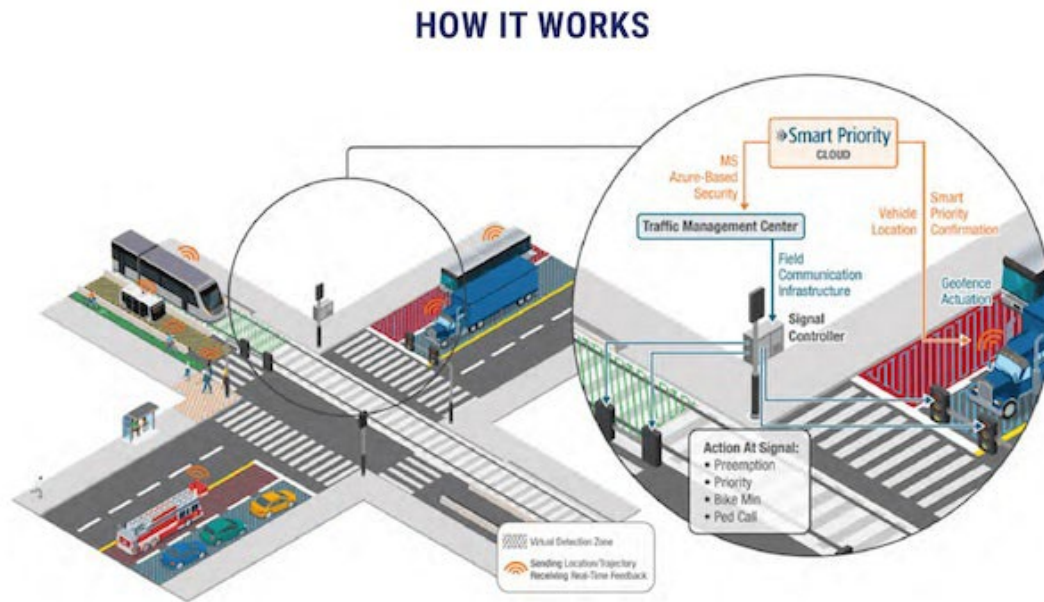 HOW IT WORKS
Smart Priority
CLOUD
MS
Azure-Based
Security
Vehicle
Location
Smart
Priority
Confirmation
Traffic Management Center
Field
Communication
Infrastructure
Geofence
Actuation
Signal
Controller
Action At Signal:
• Preemption
• Priority
• Bike Min
• Ped Call
Virtual Detection Zone
Sending Location/Trajectory
Receiving Real-Time Feedback